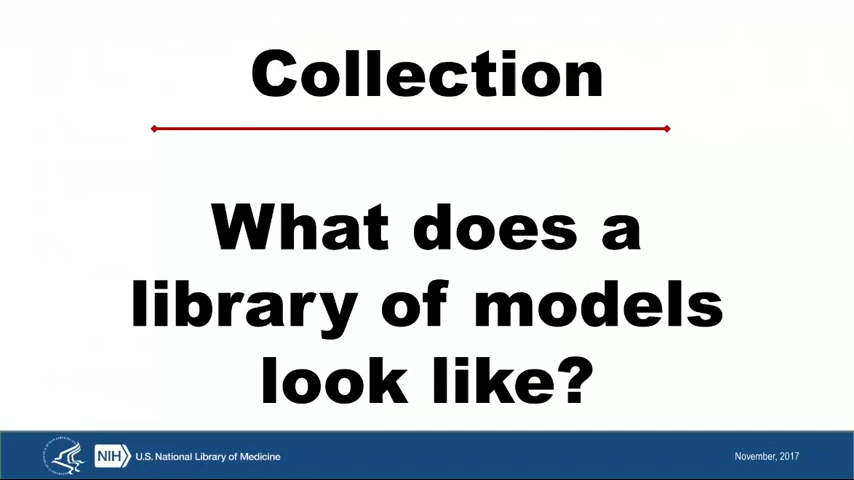 Collection
What does a
library of models
look like?
NIH U.S. National Library of Medicine
November, 2017